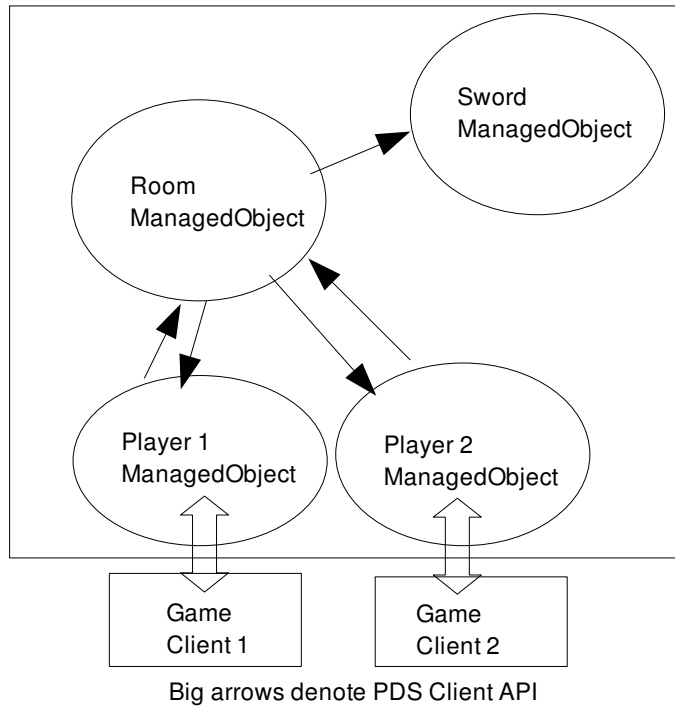 Sword
ManagedObject
Room
ManagedObject
Player 1
ManagedObject
Player 2
ManagedObject
Game
Client 1
Game
Client 2
Big arrows denote PDS Client API